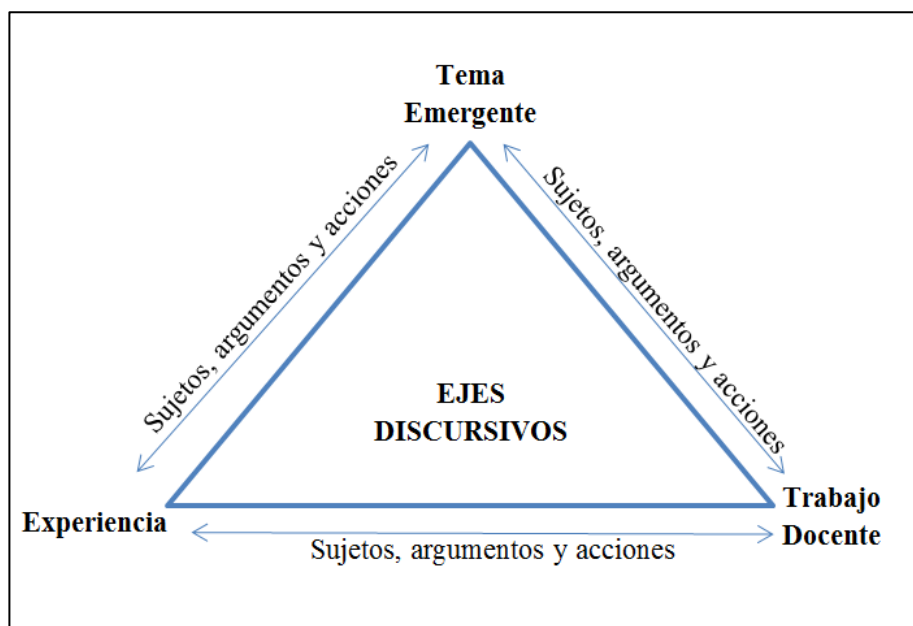 Tema
Emergente
Sujetos, argumentos y acciones
Sujetos, argumentos y acciones
EJES
DISCURSIVOS
Experiencia
Trabajo
Docente
Sujetos, argumentos y acciones